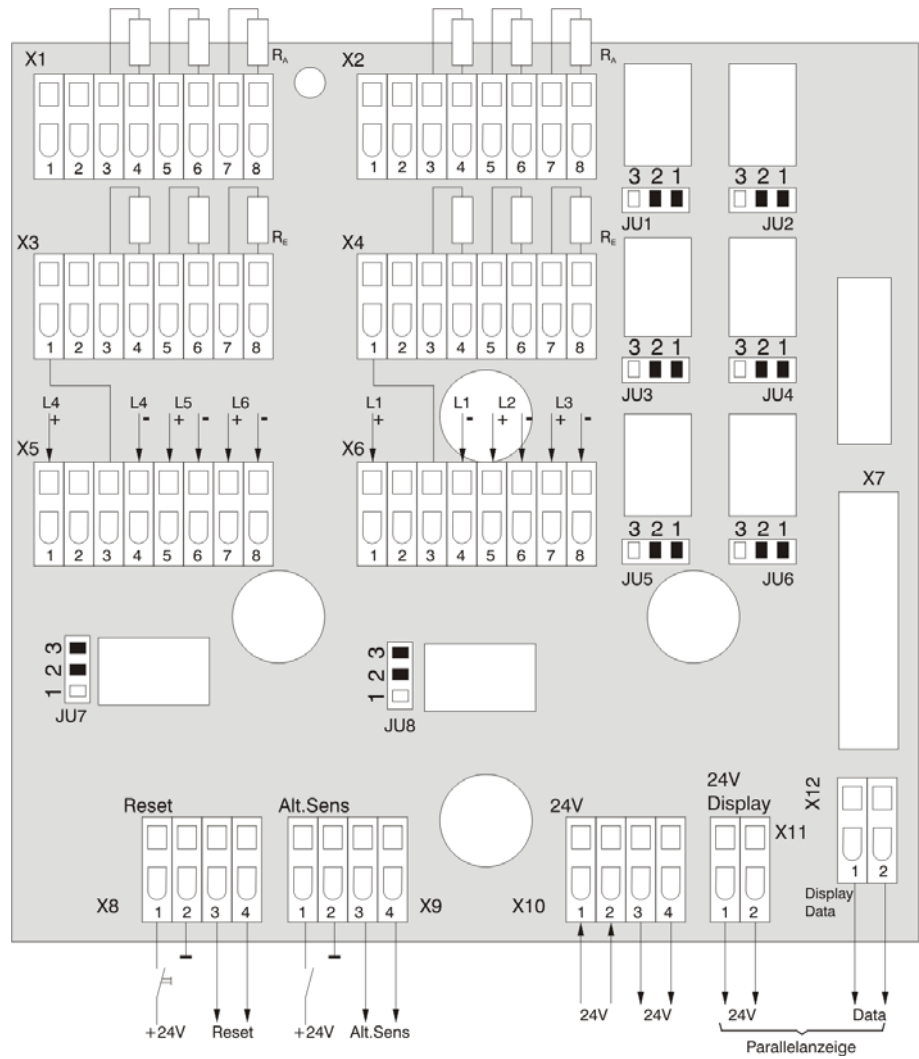 X1 R_A X2 R_A
1 2 3 4 5 6 7 8 1 2 3 4 5 6 7 8
3 2 1 3 2 1
JU1 JU2
X3 R_E X4 R_E
1 2 3 4 5 6 7 8 1 2 3 4 5 6 7 8
3 2 1 3 2 1
JU3 JU4
L4 L4 L5 L6 L1 L1 L2 L3
+ - + - + - + - + - + -
X5 X6 X7
1 2 3 4 5 6 7 8 1 2 3 4 5 6 7 8
3 2 1 3 2 1
JU5 JU6
3 2 1
JU7
3 2 1
JU8
Reset Alt.Sens 24V 24V
Display
X12
X11
X8 1 2 3 4 1 2 3 4 X9 X10 1 2 3 4 1 2
1 2
Display
Data
+24V Reset +24V Alt.Sens 24V 24V 24V Data
Parallelanzeige